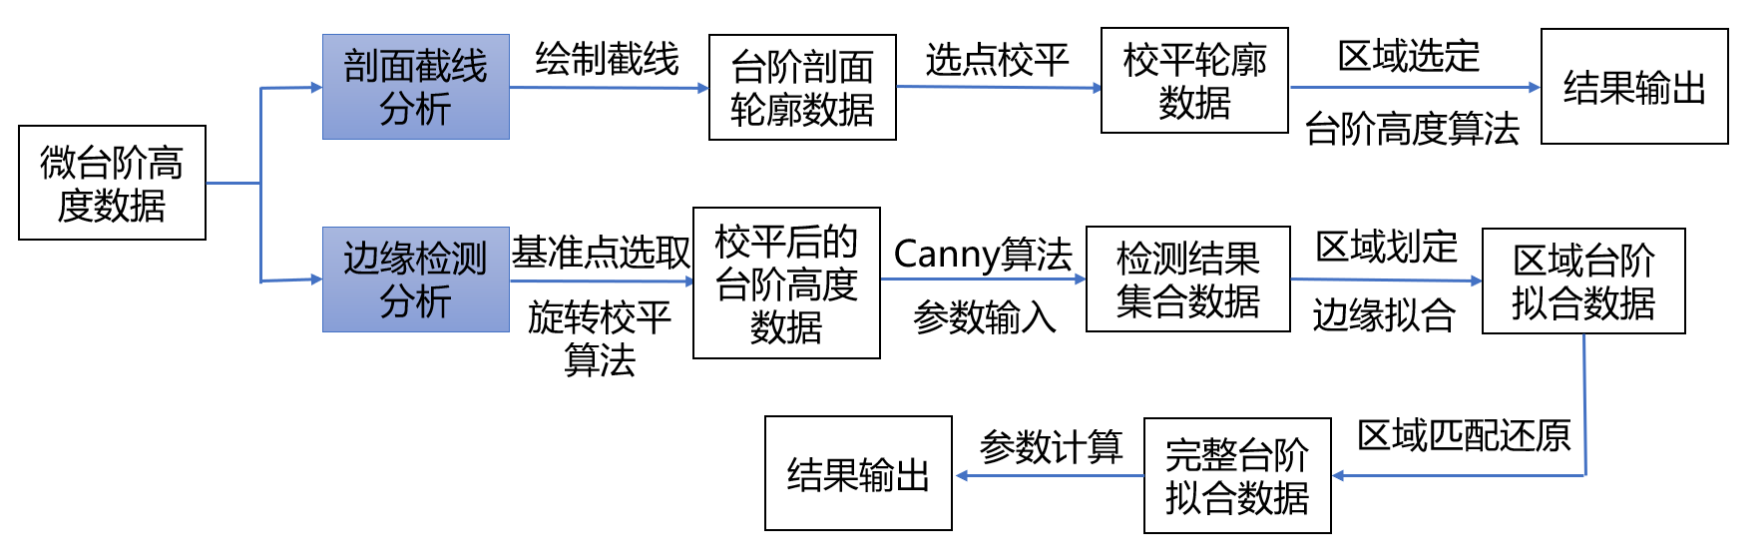 微台阶高
度数据
剖面截线
分析
绘制截线
台阶剖面
轮廓数据
选点校平
校平轮廓
数据
区域选定
台阶高度算法
结果输出
边缘检测
分析
基准点选取
旋转校平
算法
校平后的
台阶高度
数据
Canny算法
参数输入
检测结果
集合数据
区域划定
边缘拟合
区域台阶
拟合数据
区域匹配还原
完整台阶
拟合数据
参数计算
结果输出